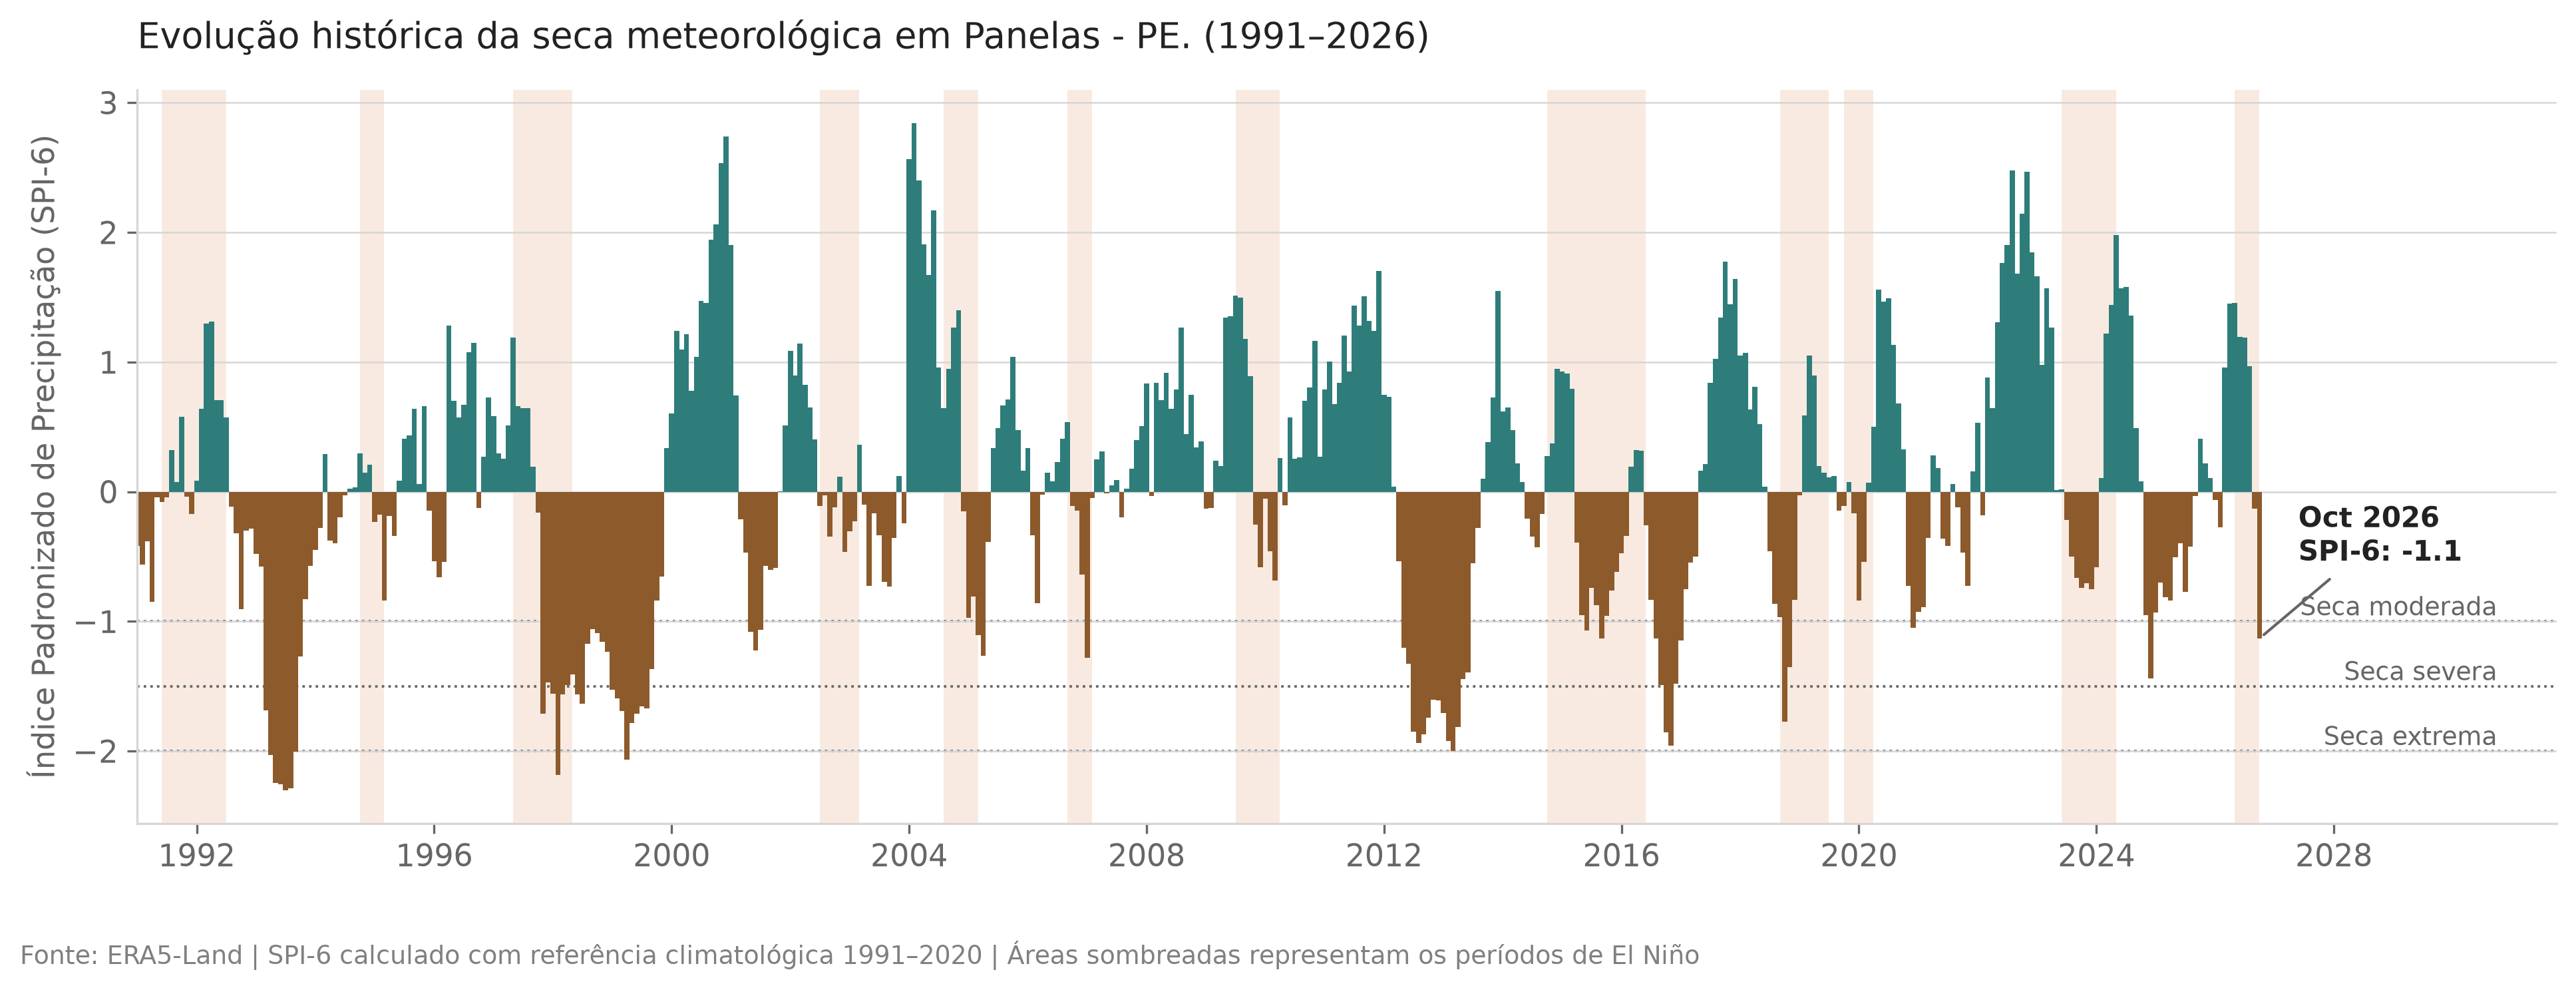 Evolução histórica da seca meteorológica em Panelas - PE. (1991–2026)
Índice Padronizado de Precipitação (SPI-6)
3
2
1
0
−1
−2
Oct 2026
SPI-6: -1.1
Seca moderada
Seca severa
Seca extrema
1992 1996 2000 2004 2008 2012 2016 2020 2024 2028
Fonte: ERA5-Land | SPI-6 calculado com referência climatológica 1991–2020 | Áreas sombreadas representam os períodos de El Niño